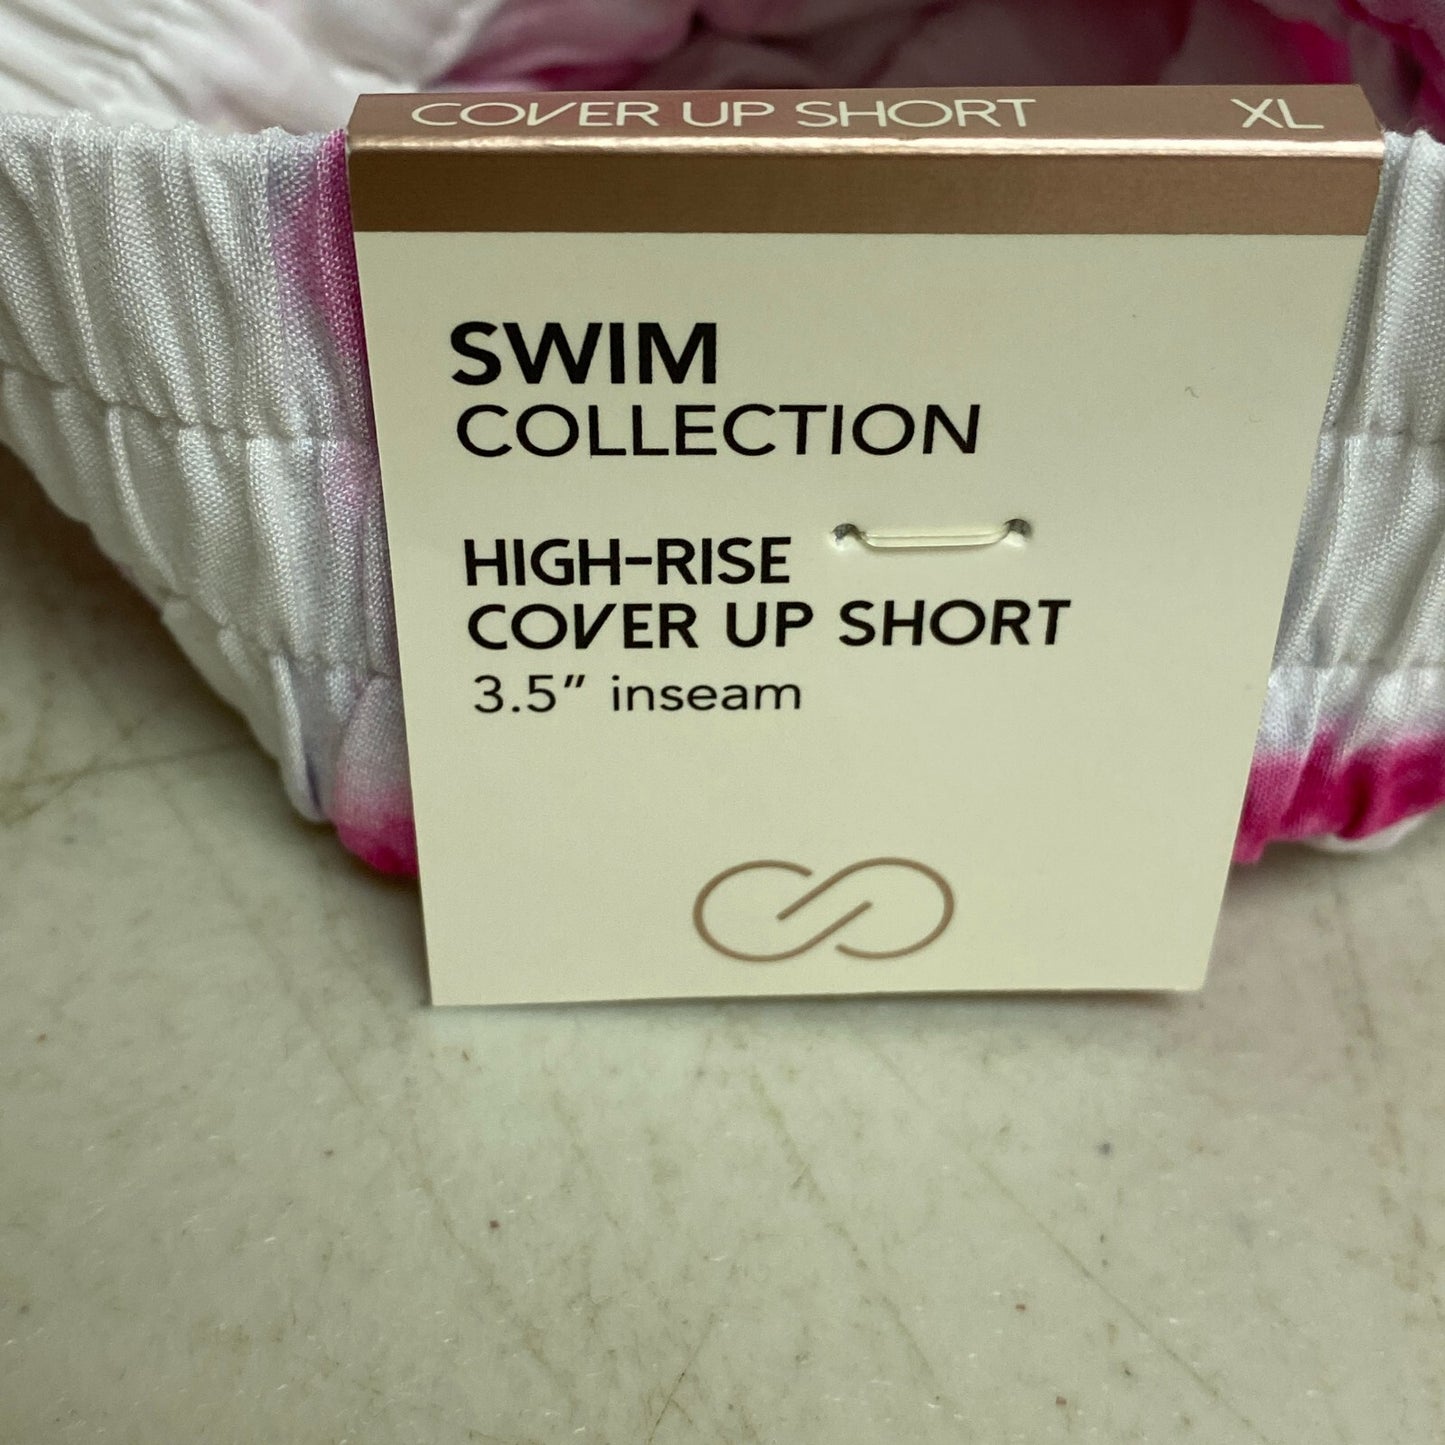 COVER UP SHORT XL
SWIM
COLLECTION
HIGH-RISE
COVER UP SHORT
3.5" inseam